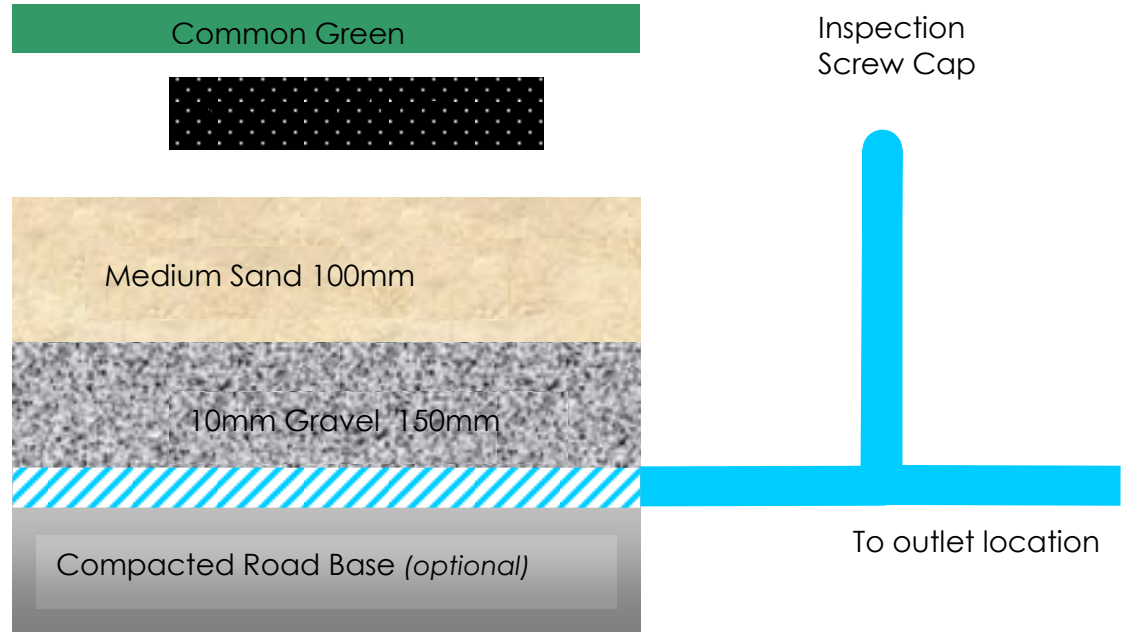 Common Green
Inspection
Screw Cap
Medium Sand 100mm
10mm Gravel  150mm
To outlet location
Compacted Road Base (optional)